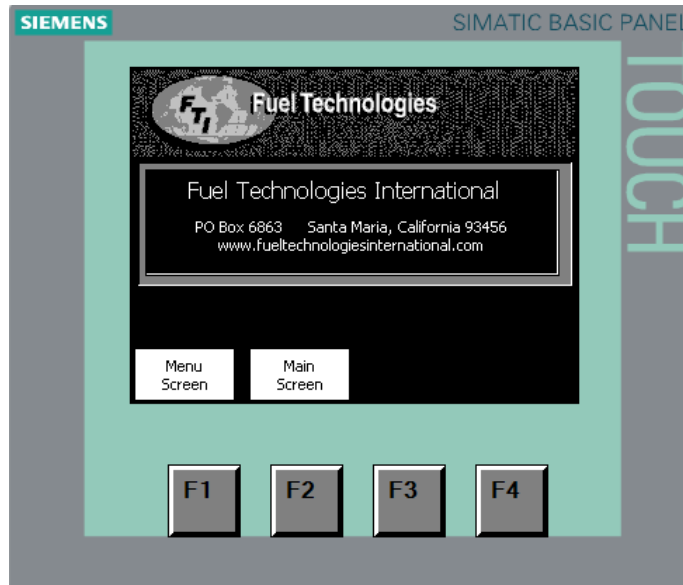 SIEMENS
SIMATIC BASIC PANEL
TOUCH
FTI
Fuel Technologies
Fuel Technologies International
PO Box 6863 Santa Maria, California 93456
www.fueltechnologiesinternational.com
Menu Screen
Main Screen
F1 F2 F3 F4